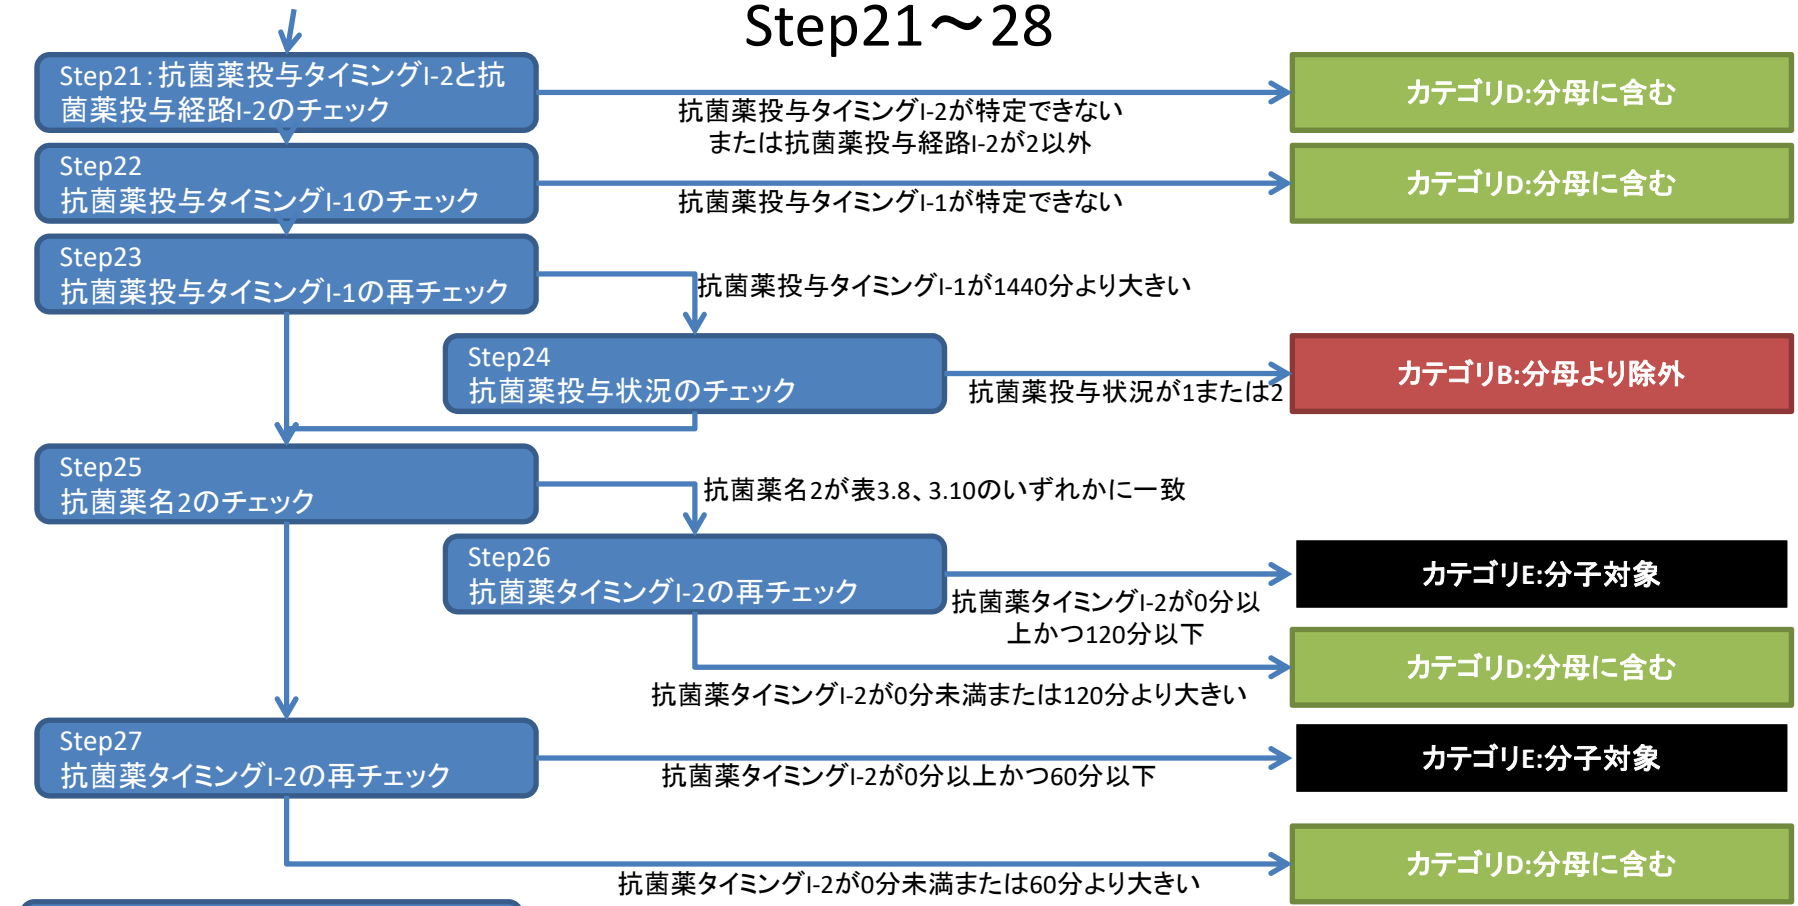 Step21～28
Step21：抗菌薬投与タイミングI-2と抗
菌薬投与経路I-2のチェック
抗菌薬投与タイミングI-2が特定できない
または抗菌薬投与経路I-2が2以外
カテゴリD:分母に含む
Step22
抗菌薬投与タイミングI-1のチェック
抗菌薬投与タイミングI-1が特定できない
カテゴリD:分母に含む
Step23
抗菌薬投与タイミングI-1の再チェック
抗菌薬投与タイミングI-1が1440分より大きい
Step24
抗菌薬投与状況のチェック
抗菌薬投与状況が1または2
カテゴリB:分母より除外
Step25
抗菌薬名2のチェック
抗菌薬名2が表3.8、3.10のいずれかに一致
Step26
抗菌薬タイミングI-2の再チェック
抗菌薬タイミングI-2が0分以
上かつ120分以下
カテゴリE:分子対象
抗菌薬タイミングI-2が0分未満または120分より大きい
カテゴリD:分母に含む
Step27
抗菌薬タイミングI-2の再チェック
抗菌薬タイミングI-2が0分以上かつ60分以下
カテゴリE:分子対象
抗菌薬タイミングI-2が0分未満または60分より大きい
カテゴリD:分母に含む